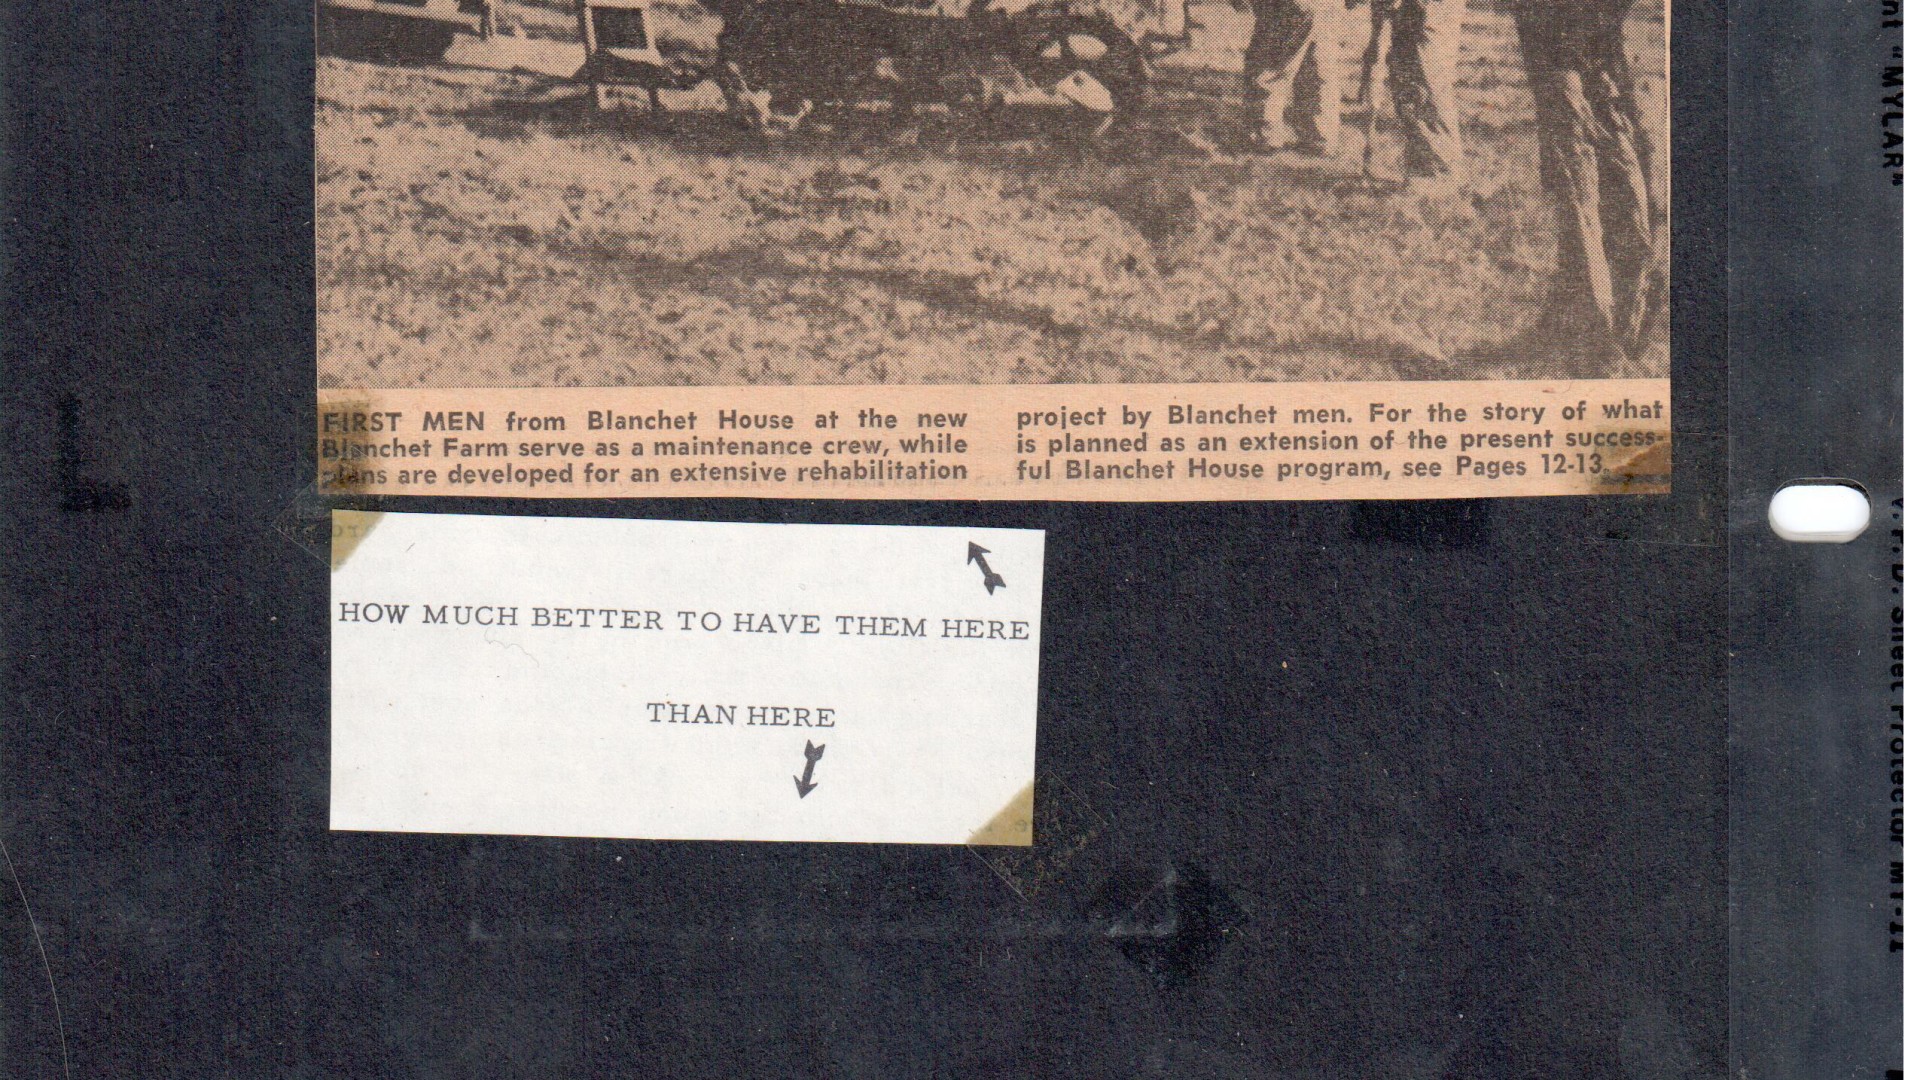 FIRST MEN from Blanchet House at the new
Blanchet Farm serve as a maintenance crew, while
plans are developed for an extensive rehabilitation
project by Blanchet men. For the story of what
is planned as an extension of the present success-
ful Blanchet House program, see Pages 12-13.
HOW MUCH BETTER TO HAVE THEM HERE
THAN HERE
"MYLAR"
V.P.D. Sheet Protector MT-11